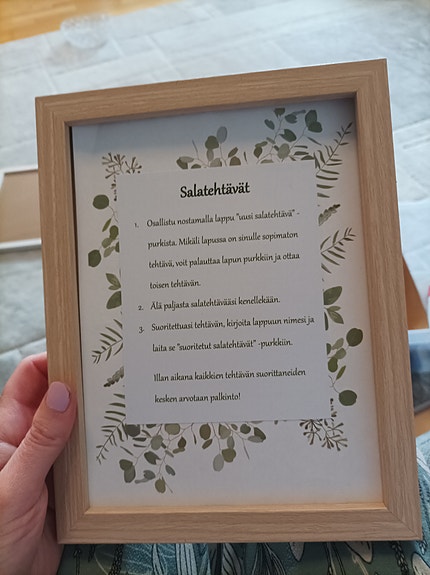 Salatehtävät
1. Osallistu nostamalla lappu "uusi salatehtävä" -
purkista. Mikäli lapussa on sinulle sopimaton
tehtävä, voit palauttaa lapun purkkiin ja ottaa
toisen tehtävän.
2. Älä paljasta salatehtävääsi kenellekään.
3. Suoritettuasi tehtävän, kirjoita lappuun nimesi ja
laita se "suoritetut salatehtävät" -purkkiin.
Illan aikana kaikkien tehtävän suorittaneiden
kesken arvotaan palkinto!